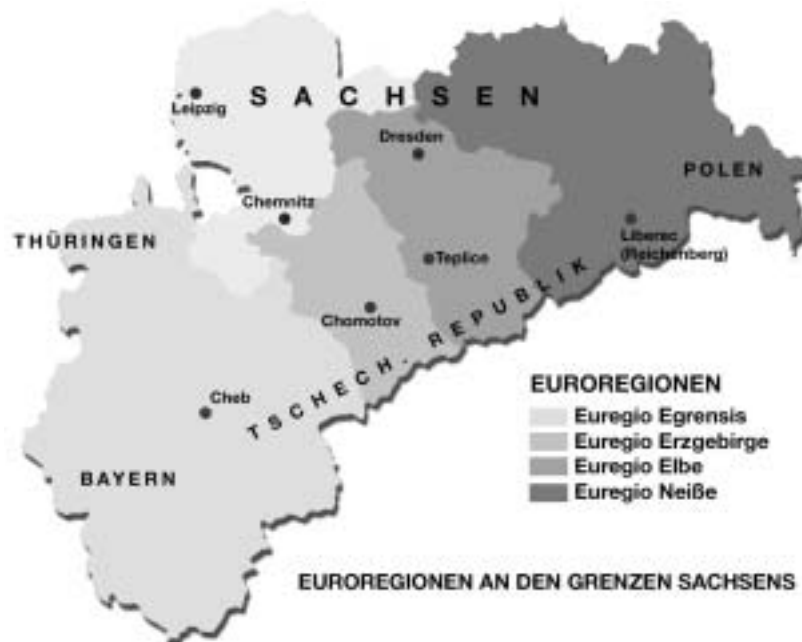 SACHSEN
Leipzig
Dresden
POLEN
Chemnitz
THÜRINGEN
Liberec
(Reichenberg)
Teplice
Chomotov
TSCHECH. REPUBLIK
EUROREGIONEN
Cheb
Euregio Egrensis
Euregio Erzgebirge
Euregio Elbe
BAYERN
Euregio Neiße
EUROREGIONEN AN DEN GRENZEN SACHSENS